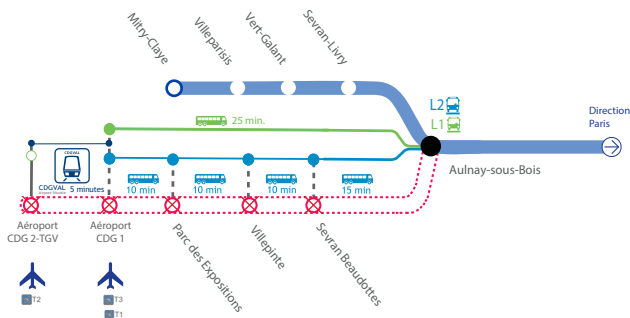 Mitry-Claye
Villeparisis
Vert-Galant
Sevran-Livry
L2
L1
25 min.
Direction
Paris
Aulnay-sous-Bois
CDGVAL
CDGVAL
Airport Shuttle
5 minutes
10 min
10 min
10 min
15 min
Aéroport
CDG 2-TGV
Aéroport
CDG 1
Parc des Expositions
Villepinte
Sevran Beaudottes
T2
T3
T1